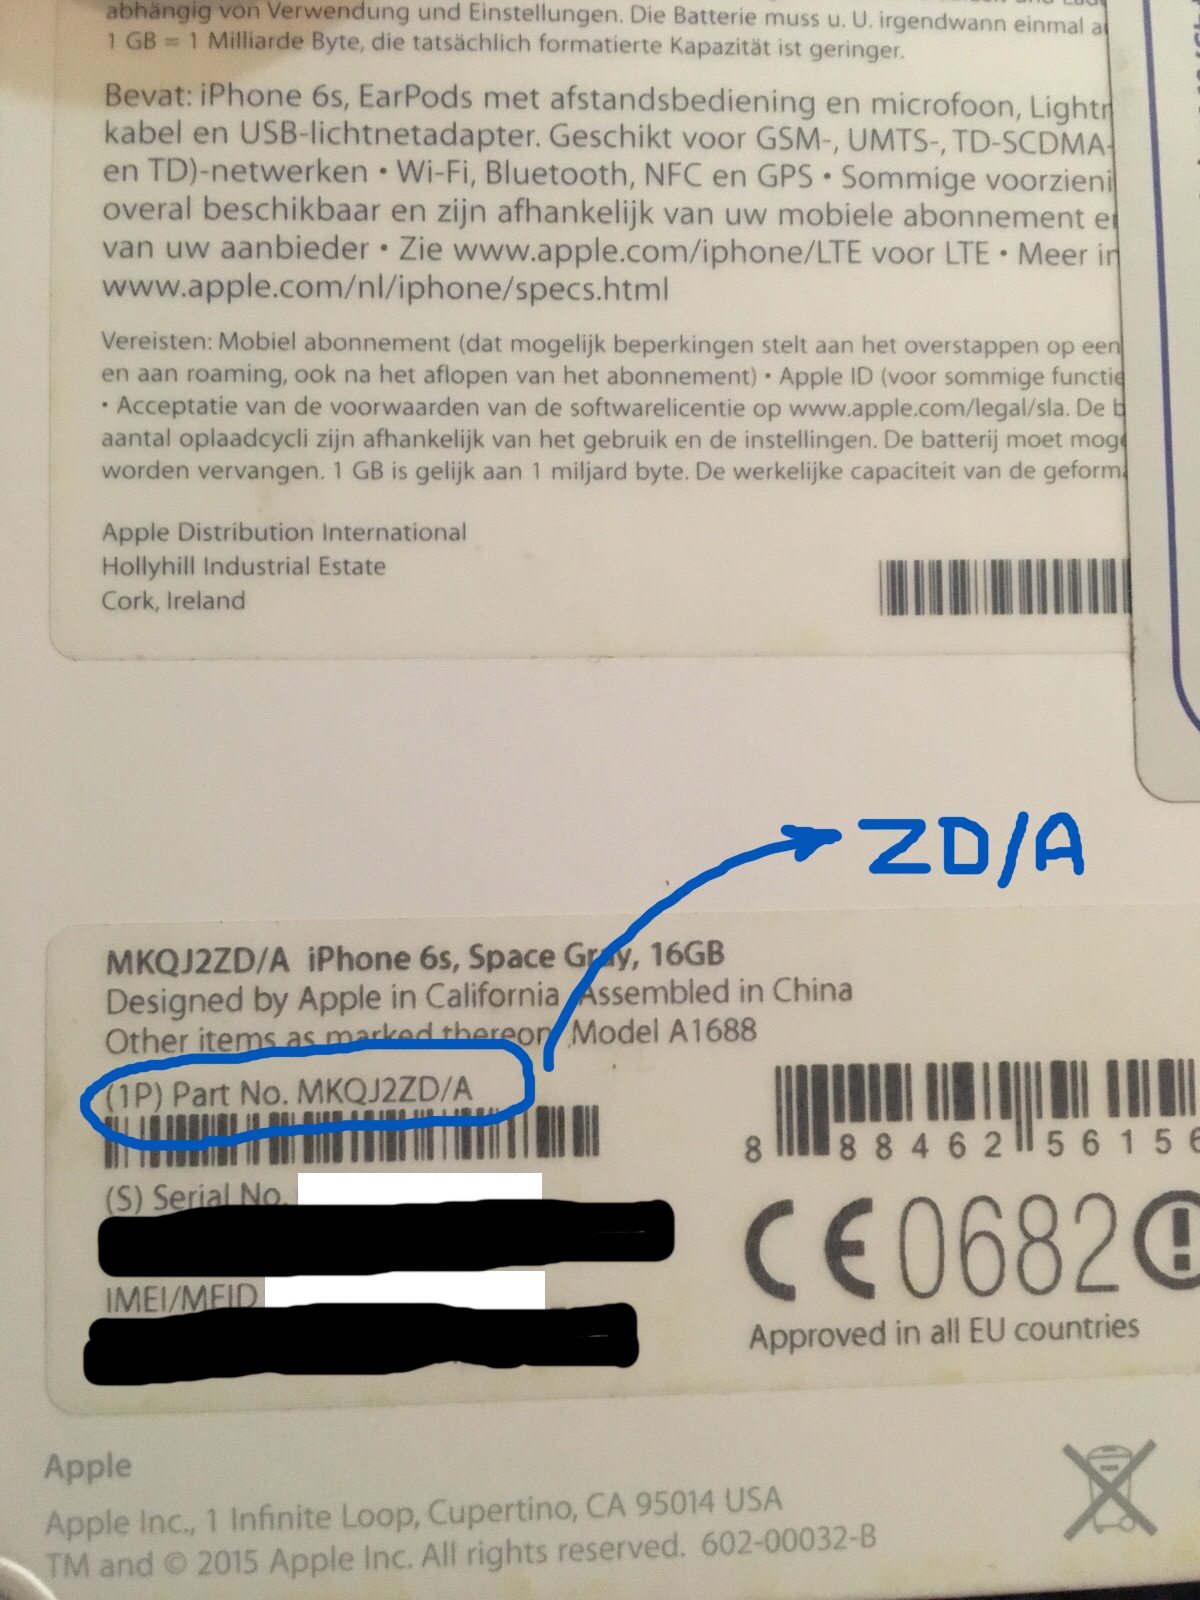 abhängig von Verwendung und Einstellungen. Die Batterie muss u. U. irgendwann einmal
1 GB = 1 Milliarde Byte, die tatsächlich formatierte Kapazität ist geringer.
Bevat: iPhone 6s, EarPods met afstandsbediening en microfoon,
kabel en USB-lichtnetadapter. Geschikt voor GSM-, UMTS-, TD-SCDMA-
en TD)-netwerken • Wi-Fi, Bluetooth, NFC en GPS • Sommige voorzieni
overal beschikbaar en zijn afhankelijk van uw mobiele abonnement
van uw aanbieder • Zie www.apple.com/iphone/LTE voor LTE • Meer
www.apple.com/nl/iphone/specs.html
Vereisten: Mobiel abonnement (dat mogelijk beperkingen stelt aan het overstappen op een
en aan roaming, ook na het aflopen van het abonnement) • Apple ID (voor sommige functie
• Acceptatie van de voorwaarden van de softwarelicentie op www.apple.com/legal/sla. De
aantal oplaadcycli zijn afhankelijk van het gebruik en de instellingen. De batterij moet
worden vervangen. 1 GB is gelijk aan 1 miljard byte. De werkelijke capaciteit van de
Apple Distribution International
Hollyhill Industrial Estate
Cork, Ireland
ZD/A
MKQJ2ZD/A iPhone 6s, Space Gray, 16GB
Designed by Apple in California Assembled in China
Other items as marked thereon Model A1688
(1P) Part No. MKQJ2ZD/A
8 88462 56156
(S) Serial No.
CE0682
IMEI/MEID
Approved in all EU countries
Apple
Apple Inc., 1 Infinite Loop, Cupertino, CA 95014 USA
TM and © 2015 Apple Inc. All rights reserved. 602-00032-B